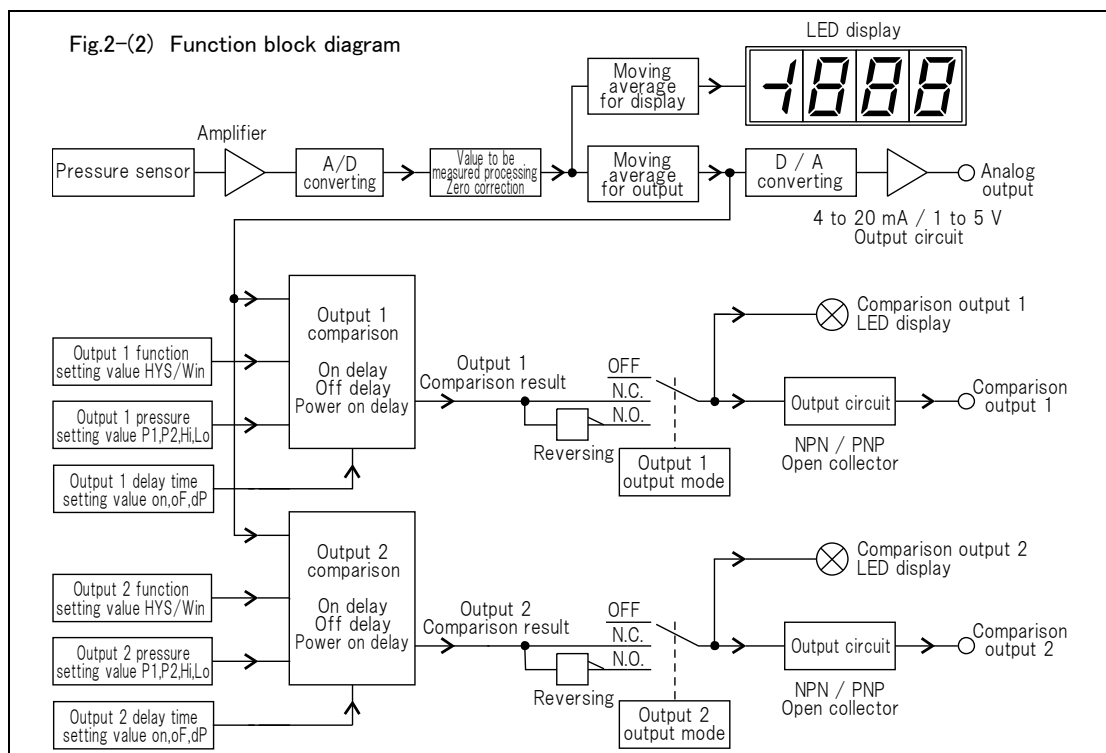 Fig.2-(2) Function block diagram
LED display
-1888
Moving
average
for display
Amplifier
Pressure sensor
A/D
converting
Value to be
measured processing
Zero correction
Moving
average
for output
D / A
converting
Analog
output
4 to 20 mA / 1 to 5 V
Output circuit
Output 1
comparison
On delay
Off delay
Power on delay
Output 1 function
setting value HYS/Win
Output 1 pressure
setting value P1,P2,Hi,Lo
Output 1 delay time
setting value on,oF,dP
Output 1
Comparison result
OFF
N.C.
N.O.
Reversing
Output 1
output mode
Comparison output 1
LED display
Output circuit
NPN / PNP
Open collector
Comparison
output 1
Output 2
comparison
On delay
Off delay
Power on delay
Output 2 function
setting value HYS/Win
Output 2 pressure
setting value P1,P2,Hi,Lo
Output 2 delay time
setting value on,oF,dP
Output 2
Comparison result
OFF
N.C.
N.O.
Reversing
Output 2
output mode
Comparison output 2
LED display
Output circuit
NPN / PNP
Open collector
Comparison
output 2